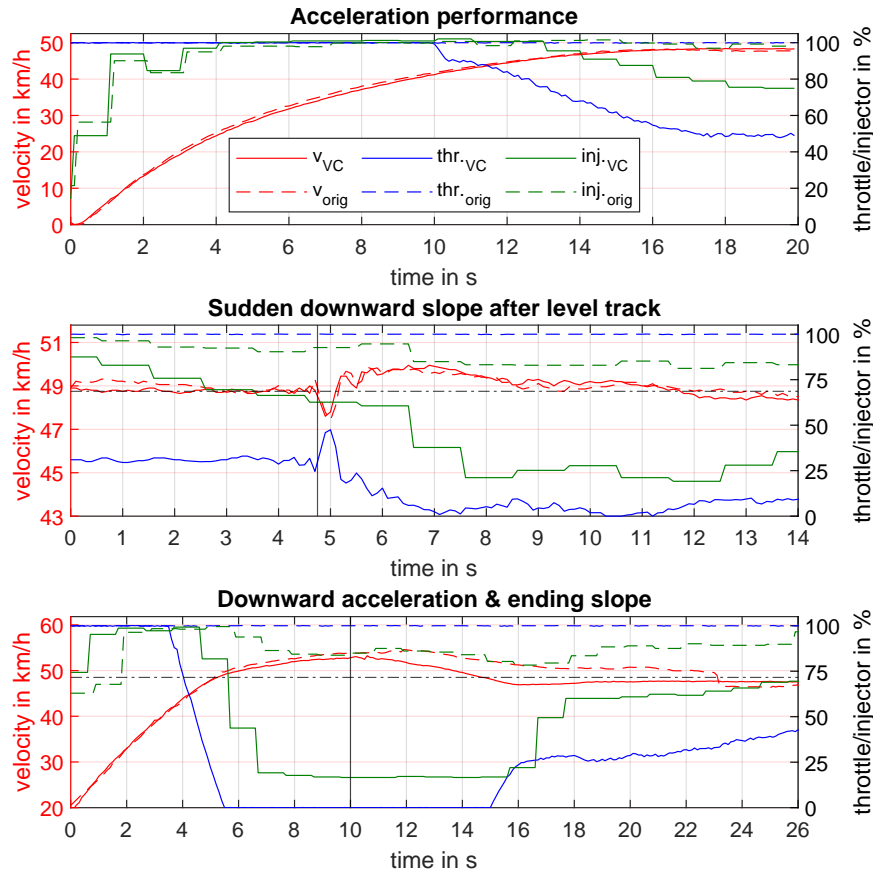 Acceleration performance
velocity in km/h
50
40
30
20
10
0
100
80
60
40
20
0
throttle/injector in %
v_VC thr._VC inj._VC
v_orig thr._orig inj._orig
0 2 4 6 8 10 12 14 16 18 20
time in s
Sudden downward slope after level track
velocity in km/h
51
49
47
45
43
100
75
50
25
0
throttle/injector in %
0 1 2 3 4 5 6 7 8 9 10 11 12 13 14
time in s
Downward acceleration & ending slope
velocity in km/h
60
50
40
30
20
100
75
50
25
0
throttle/injector in %
0 2 4 6 8 10 12 14 16 18 20 22 24 26
time in s